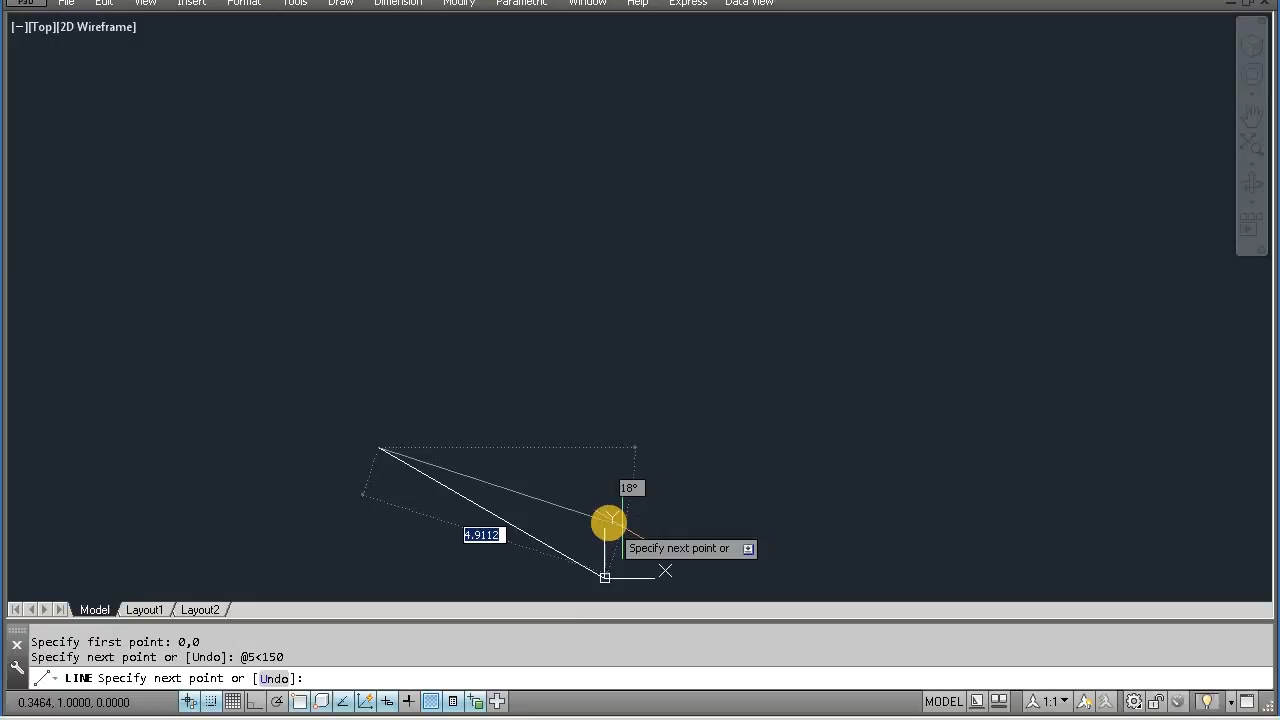 File Edit View Insert Format Tools Draw Dimension Modify Parametric Window Help Express Data View
[−][Top][2D Wireframe]
18°
Y
4.9112
Specify next point or
X
Model Layout1 Layout2
Specify first point: 0,0
Specify next point or [Undo]: @5<150
LINE Specify next point or [Undo]:
0.3464, 1.0000, 0.0000 MODEL 1:1